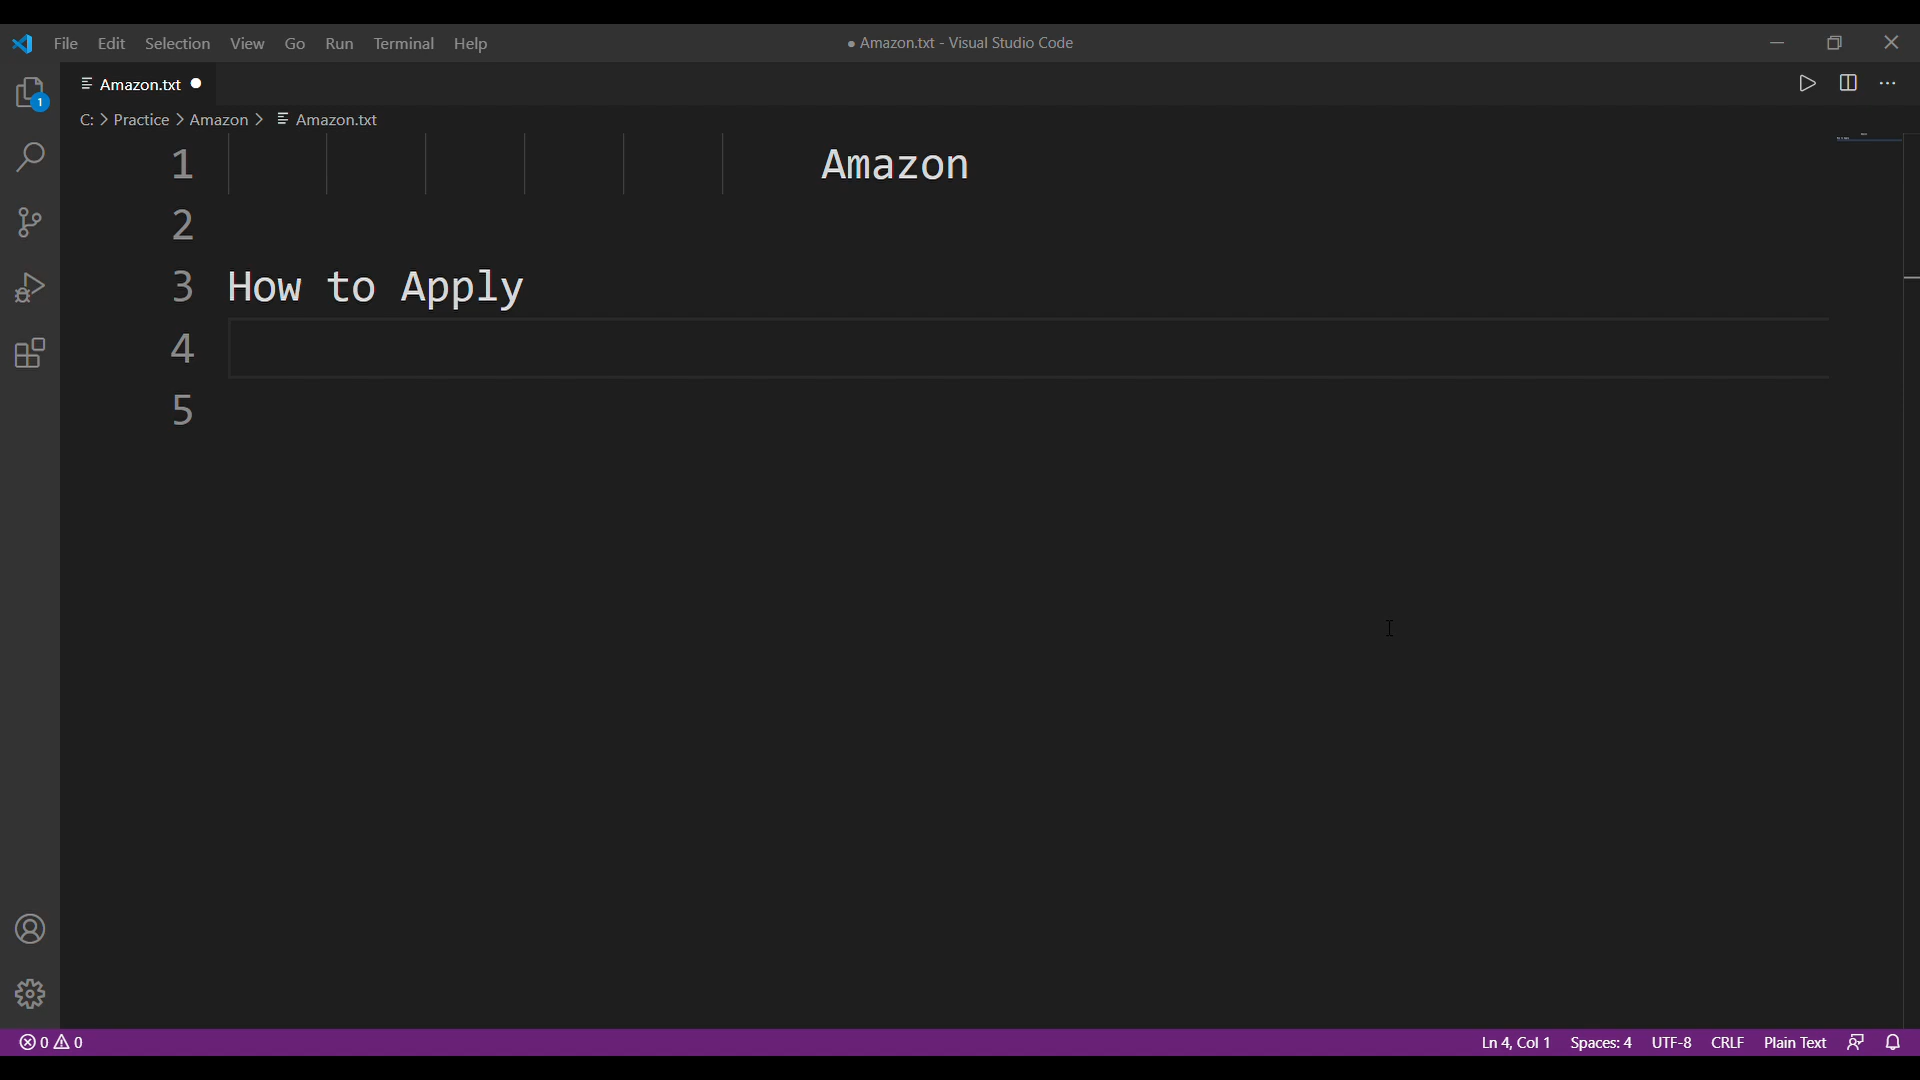 File Edit Selection View Go Run Terminal Help
● Amazon.txt - Visual Studio Code
1
Amazon.txt ●
C: > Practice > Amazon > Amazon.txt
1 Amazon
2
3 How to Apply
4
5
0 0
Ln 4, Col 1 Spaces: 4 UTF-8 CRLF Plain Text